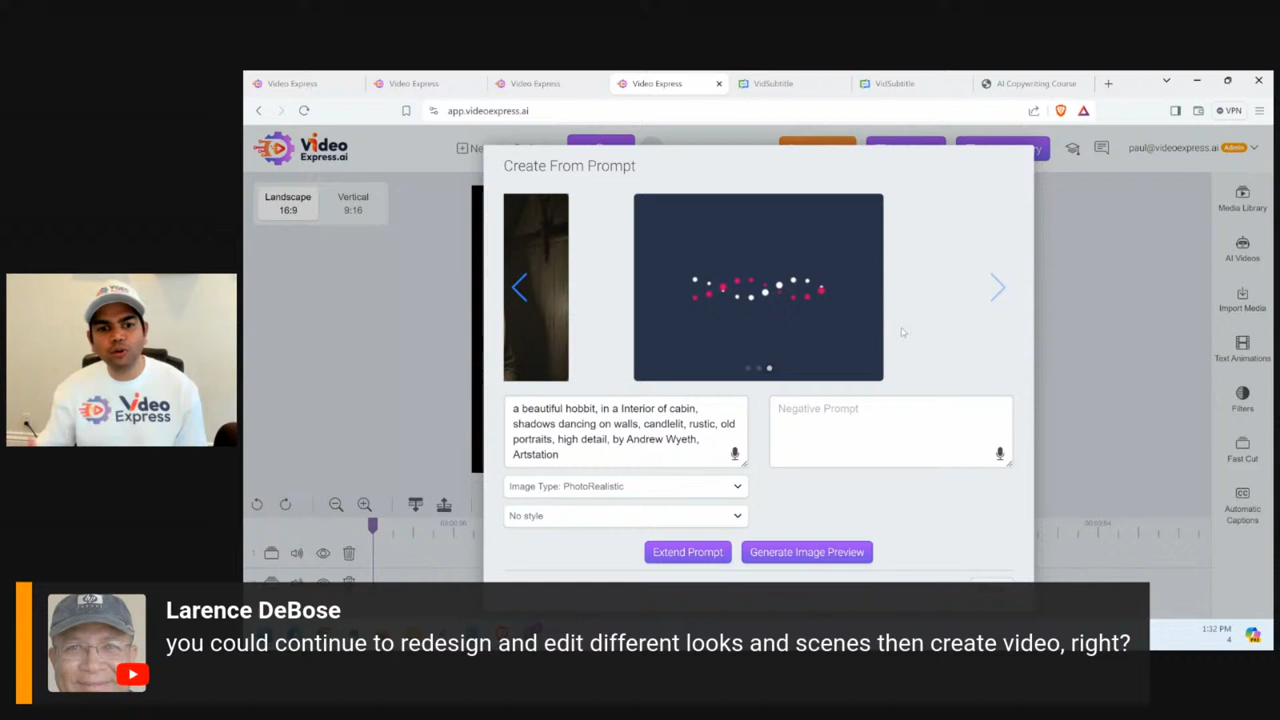 Video Express
Video Express
Video Express
Video Express
VidSubtitle
VidSubtitle
AI Copywriting Course
app.videoexpress.ai
VPN
Video
Express.ai
paul@videoexpress.ai
Admin
Landscape
16:9
Vertical
9:16
Create From Prompt
a beautiful hobbit, in a Interior of cabin,
shadows dancing on walls, candlelit, rustic, old
portraits, high detail, by Andrew Wyeth,
Artstation
Negative Prompt
Image Type: PhotoRealistic
No style
Extend Prompt
Generate Image Preview
Media Library
AI Videos
Import Media
Text Animations
Filters
Fast Cut
Automatic
Captions
Video
Express
1
1:32 PM
4
Larence DeBose
you could continue to redesign and edit different looks and scenes then create video, right?